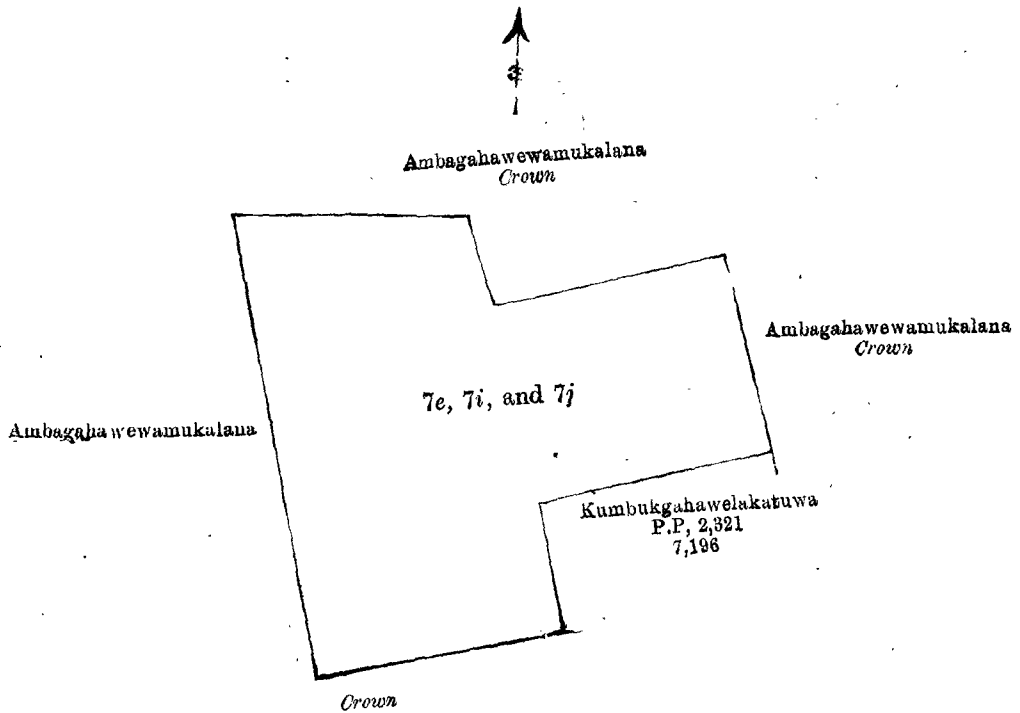 Ambagahawewamukalana
Crown
Ambagahawewamukalana
Crown
7e, 7i, and 7j
Ambagahawewamukalana
Kumbukgahawelakatuwa
P.P, 2,321
7,196
Crown